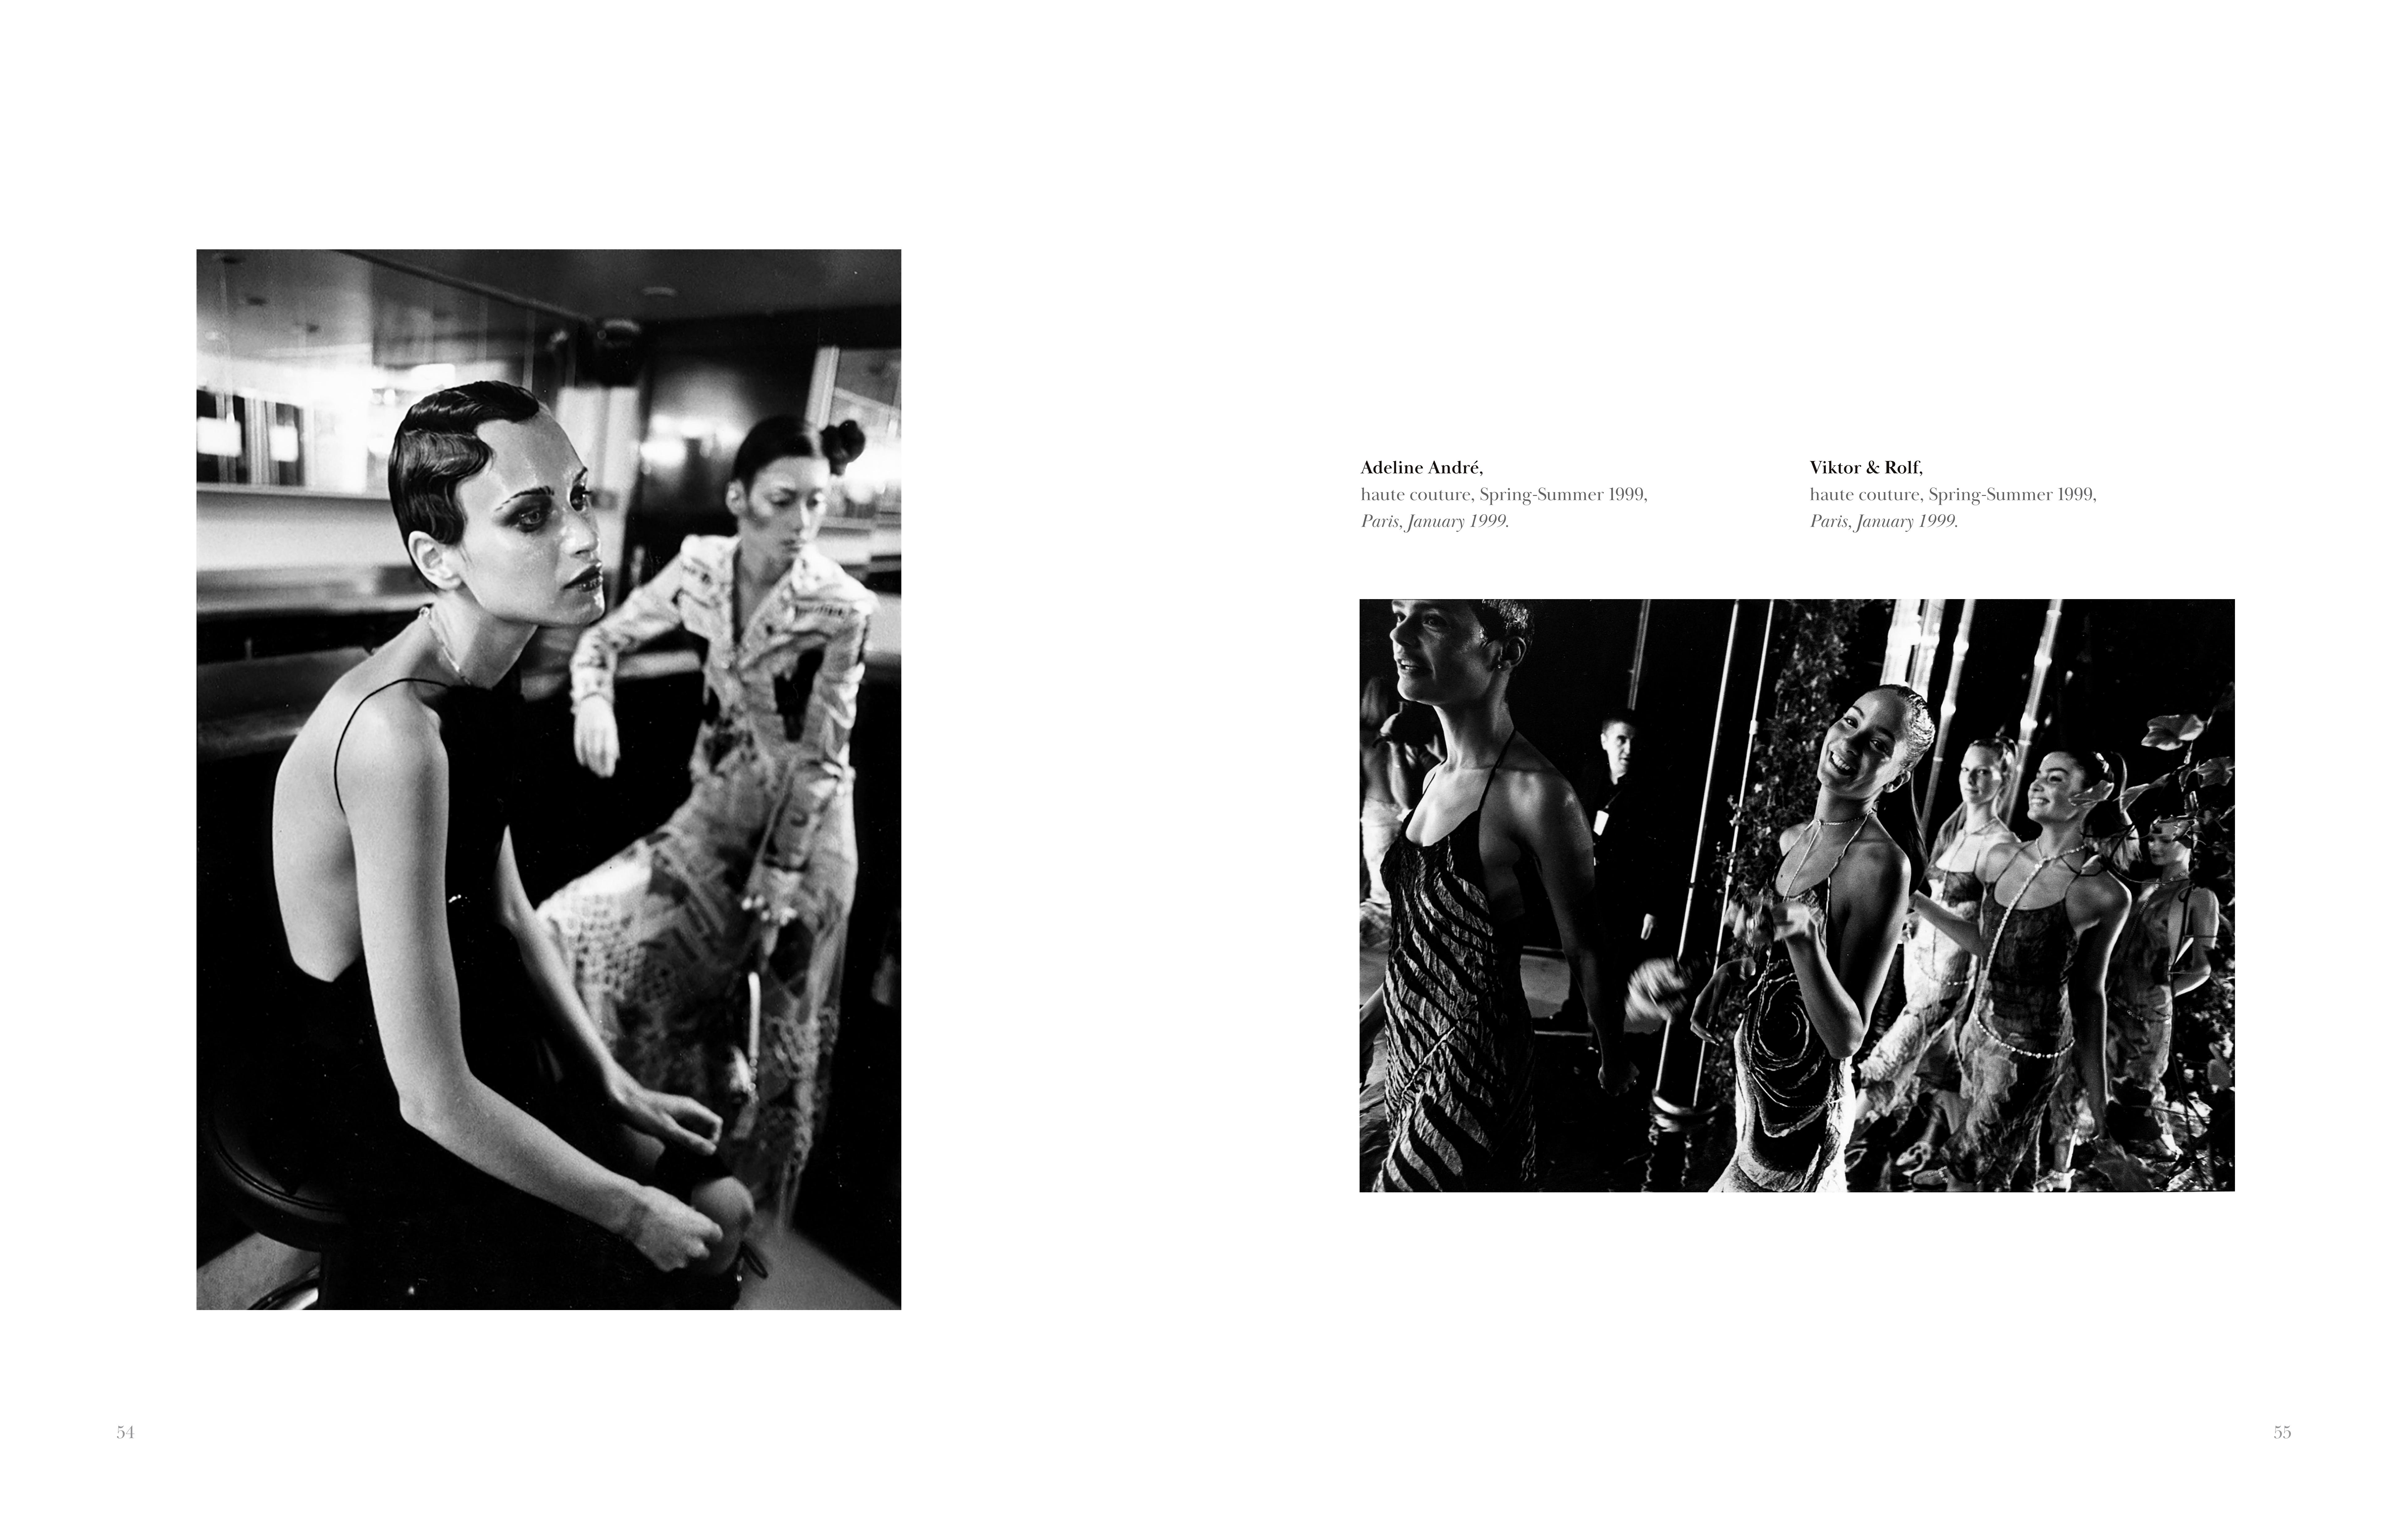 Adeline André,
haute couture, Spring-Summer 1999,
Paris, January 1999.
Viktor & Rolf,
haute couture, Spring-Summer 1999,
Paris, January 1999.
54
55